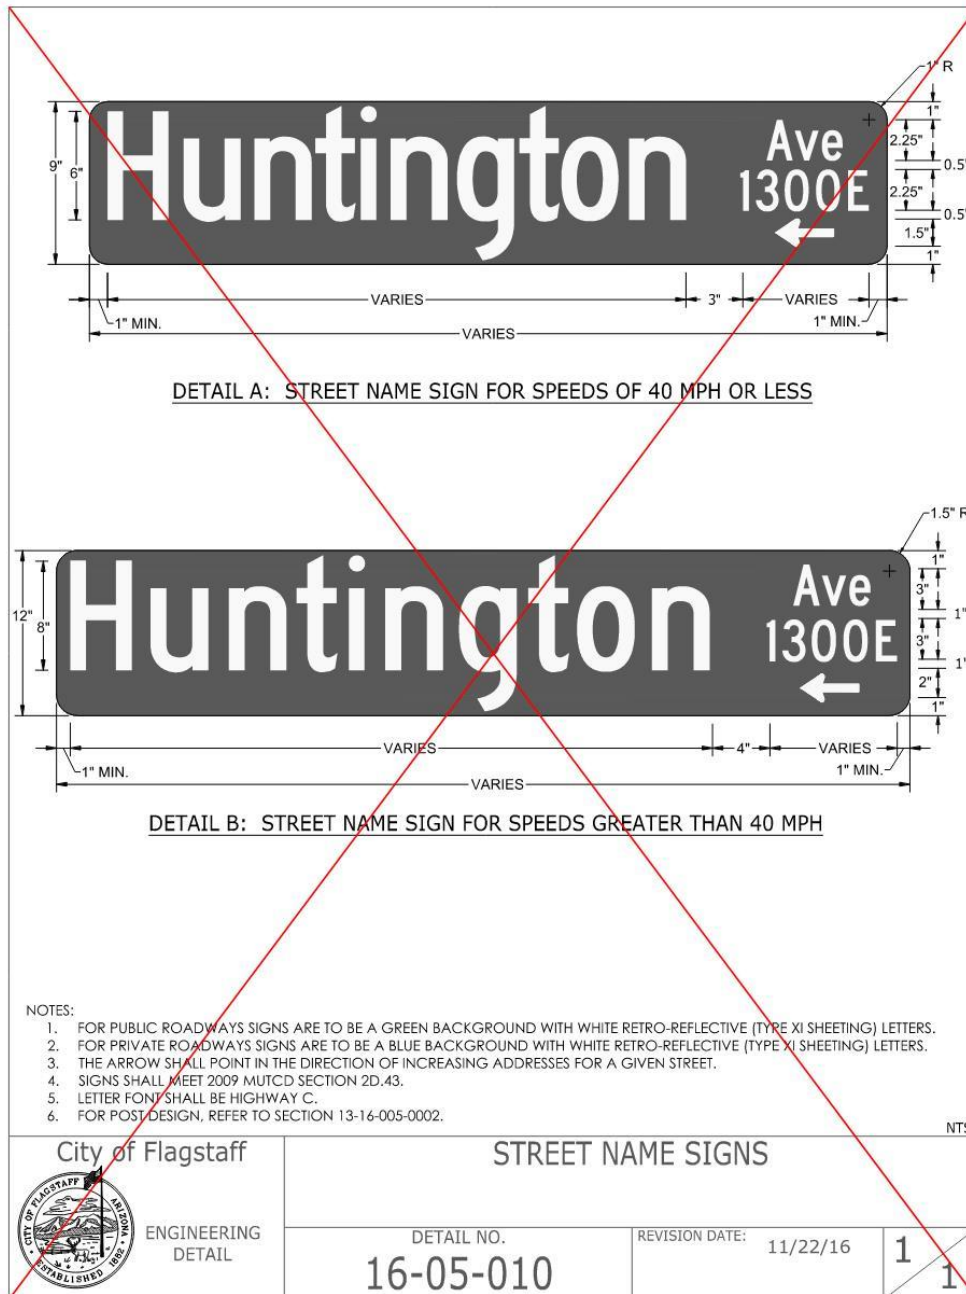 1" R
Huntington
Ave
1300E
9"
6"
1"
2.25"
0.5"
2.25"
0.5"
1.5"
1"
VARIES
3"
VARIES
1" MIN.
1" MIN.
VARIES
DETAIL A: STREET NAME SIGN FOR SPEEDS OF 40 MPH OR LESS
1.5" R
Huntington
Ave
1300E
12"
8"
1"
3"
1"
3"
1"
2"
1"
VARIES
4"
VARIES
1" MIN.
1" MIN.
VARIES
DETAIL B: STREET NAME SIGN FOR SPEEDS GREATER THAN 40 MPH
NOTES:
1. FOR PUBLIC ROADWAYS SIGNS ARE TO BE A GREEN BACKGROUND WITH WHITE RETRO-REFLECTIVE (TYPE XI SHEETING) LETTERS.
2. FOR PRIVATE ROADWAYS SIGNS ARE TO BE A BLUE BACKGROUND WITH WHITE RETRO-REFLECTIVE (TYPE XI SHEETING) LETTERS.
3. THE ARROW SHALL POINT IN THE DIRECTION OF INCREASING ADDRESSES FOR A GIVEN STREET.
4. SIGNS SHALL MEET 2009 MUTCD SECTION 2D.43.
5. LETTER FONT SHALL BE HIGHWAY C.
6. FOR POST DESIGN, REFER TO SECTION 13-16-005-0002.
NTS
City of Flagstaff
CITY OF FLAGSTAFF ARIZONA
ESTABLISHED 1882
ENGINEERING
DETAIL
STREET NAME SIGNS
DETAIL NO.
16-05-010
REVISION DATE: 11/22/16
1
1